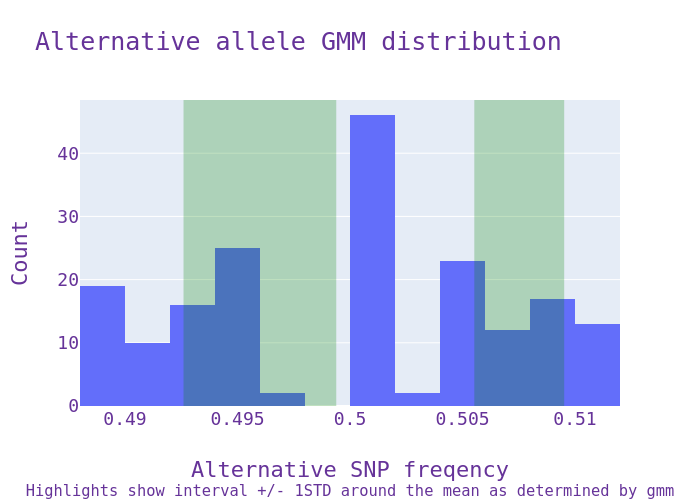 Alternative allele GMM distribution
Count
40
30
20
10
0
0.49 0.495 0.5 0.505 0.51
Alternative SNP freqency
Highlights show interval +/- 1STD around the mean as determined by gmm